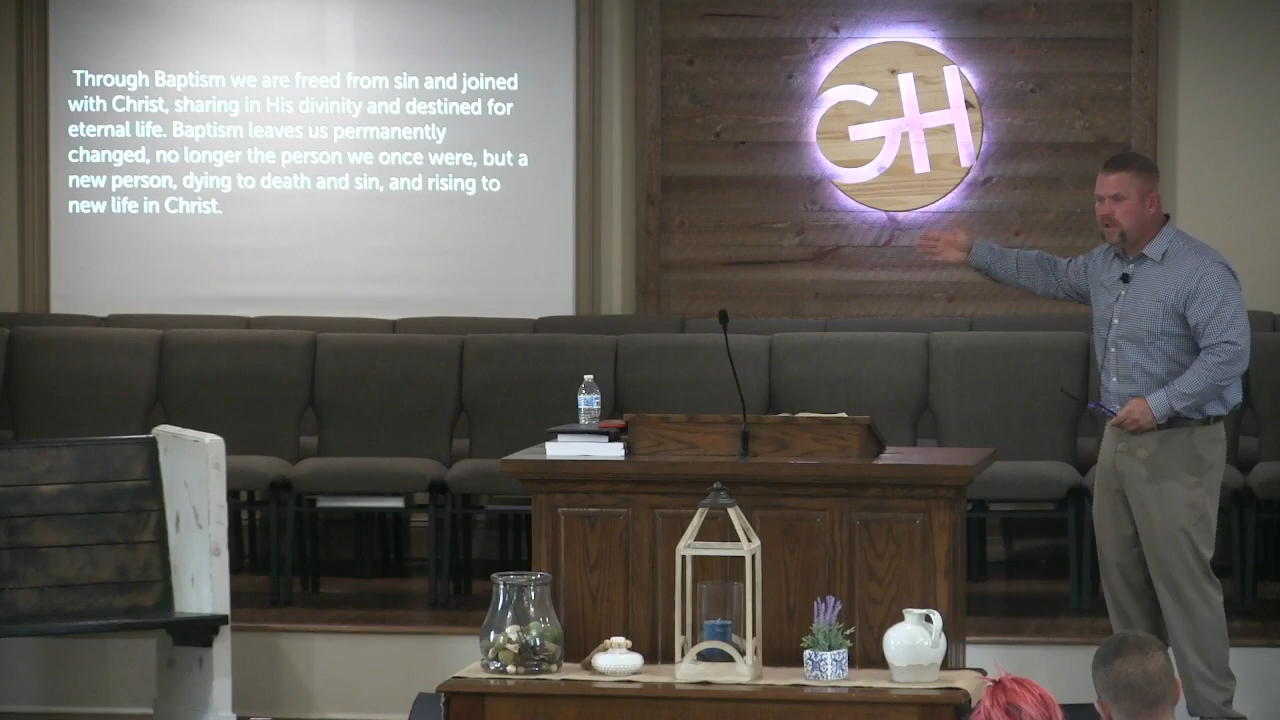 Through Baptism we are freed from sin and joined
with Christ, sharing in His divinity and destined for
eternal life. Baptism leaves us permanently
changed, no longer the person we once were, but a
new person, dying to death and sin, and rising to
new life in Christ.
GH